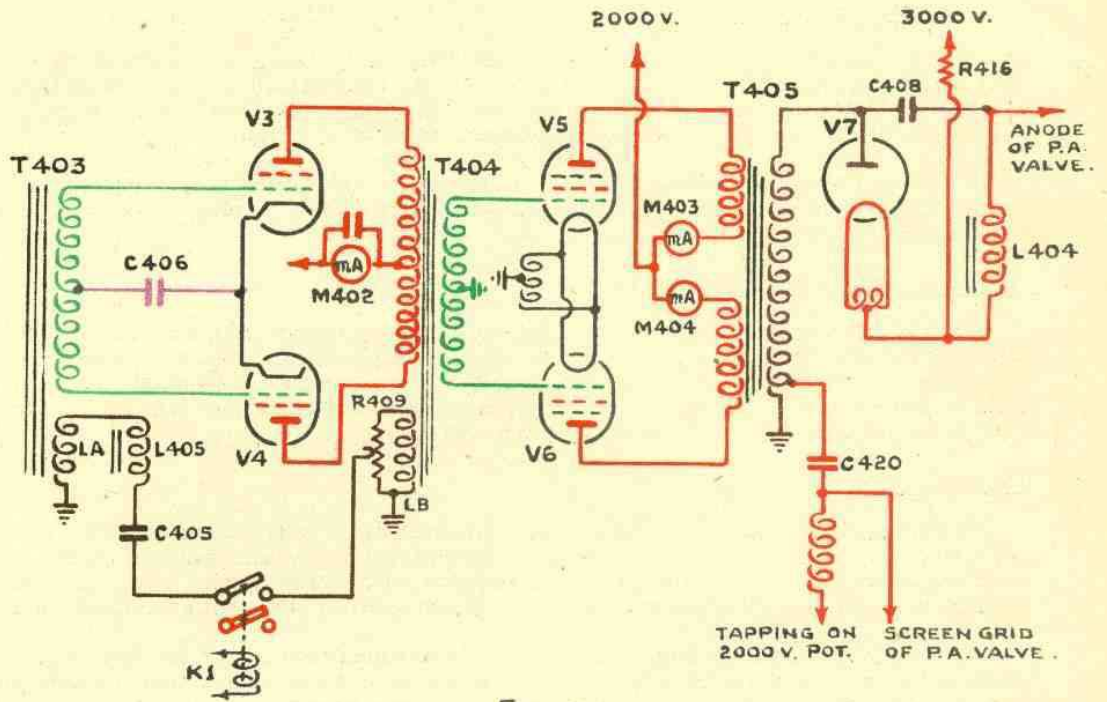 2000 V.
3000 V.
R416
T405
C408
V3
V5
V7
ANODE
OF P.A.
VALVE.
T403
T404
M403
C406
mA
mA
L404
M402
mA
M404
R409
LA
L405
V4
V6
C420
LB
C405
TAPPING ON
2000 V. POT.
SCREEN GRID
OF P.A. VALVE.
K1